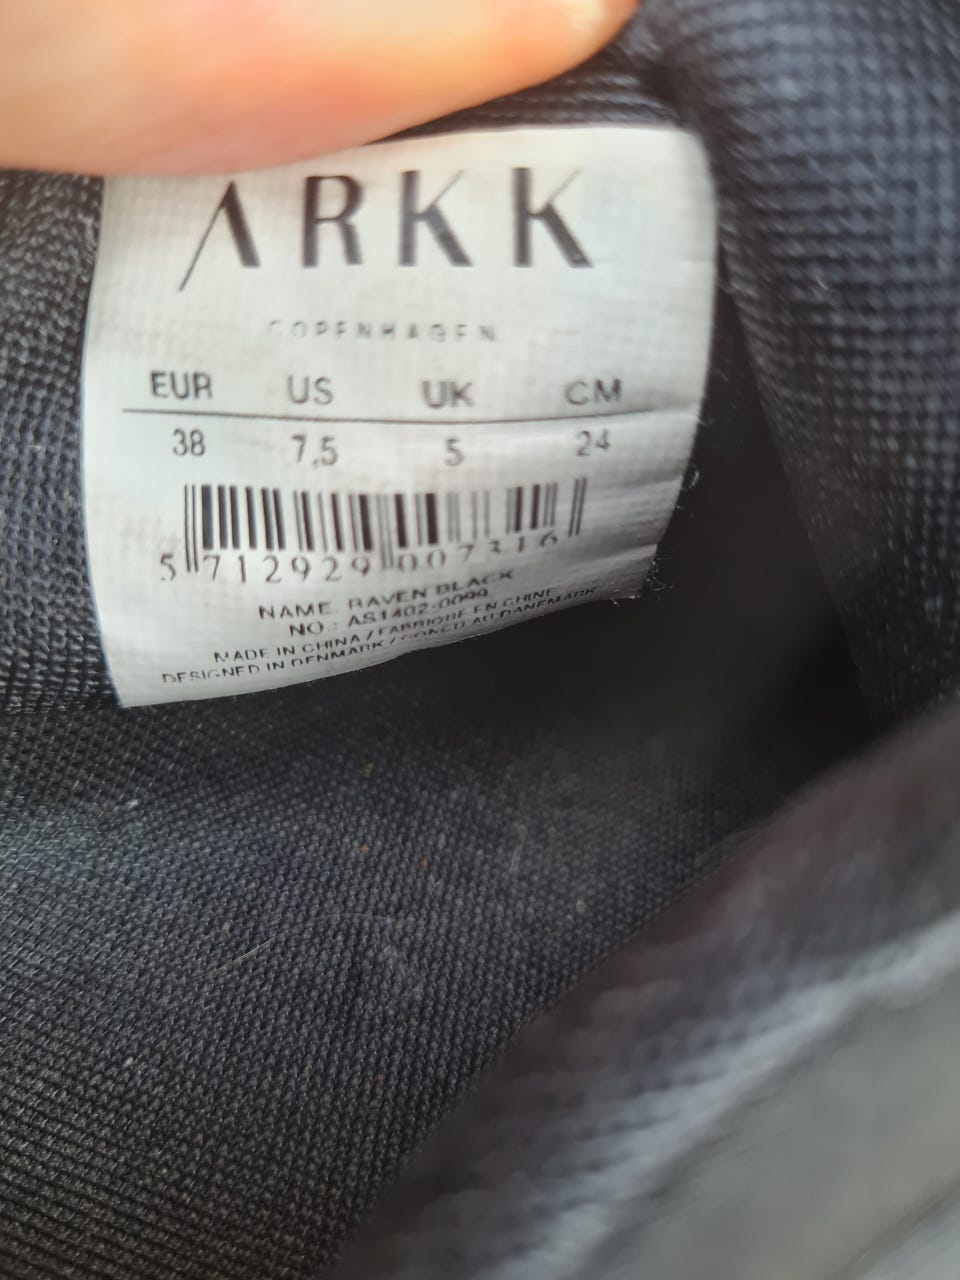 ARKK
COPENHAGEN
EUR US UK CM
38 7,5 5 24
5 712929 007316
NAME: RAVEN BLACK
NO.: AS1402-0099
MADE IN CHINA / FABRIQUE EN CHINE
DESIGNED IN DENMARK / CONCU AU DANEMARK